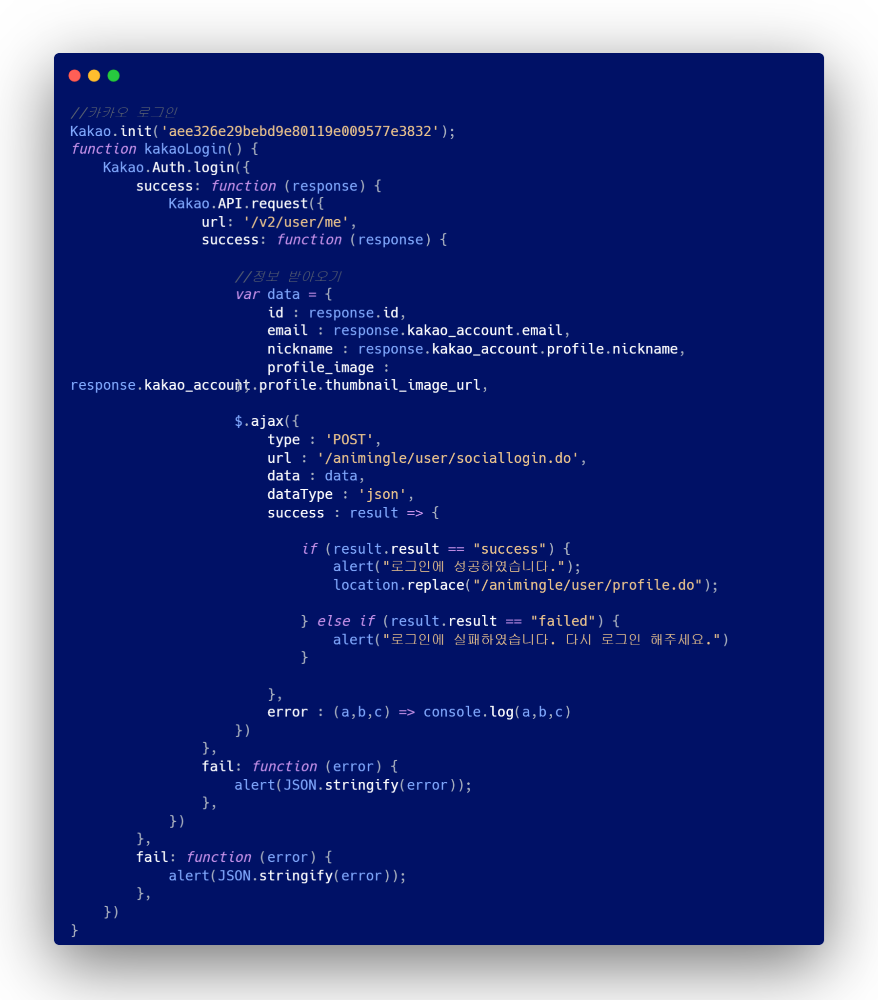 //카카오 로그인
Kakao.init('aee326e29bebd9e80119e009577e3832');
function kakaoLogin() {
    Kakao.Auth.login({
        success: function (response) {
            Kakao.API.request({
                url: '/v2/user/me',
                success: function (response) {

                    //정보 받아오기
                    var data = {
                        id : response.id,
                        email : response.kakao_account.email,
                        nickname : response.kakao_account.profile.nickname,
                        profile_image :
response.kakao_account.profile.thumbnail_image_url,
                    };

                    $.ajax({
                        type : 'POST',
                        url : '/animingle/user/sociallogin.do',
                        data : data,
                        dataType : 'json',
                        success : result => {

                            if (result.result == "success") {
                                alert("로그인에 성공하였습니다.");
                                location.replace("/animingle/user/profile.do");

                            } else if (result.result == "failed") {
                                alert("로그인에 실패하였습니다. 다시 로그인 해주세요.")
                            }

                        },
                        error : (a,b,c) => console.log(a,b,c)
                    })
                },
                fail: function (error) {
                    alert(JSON.stringify(error));
                },
            })
        },
        fail: function (error) {
            alert(JSON.stringify(error));
        },
    })
}